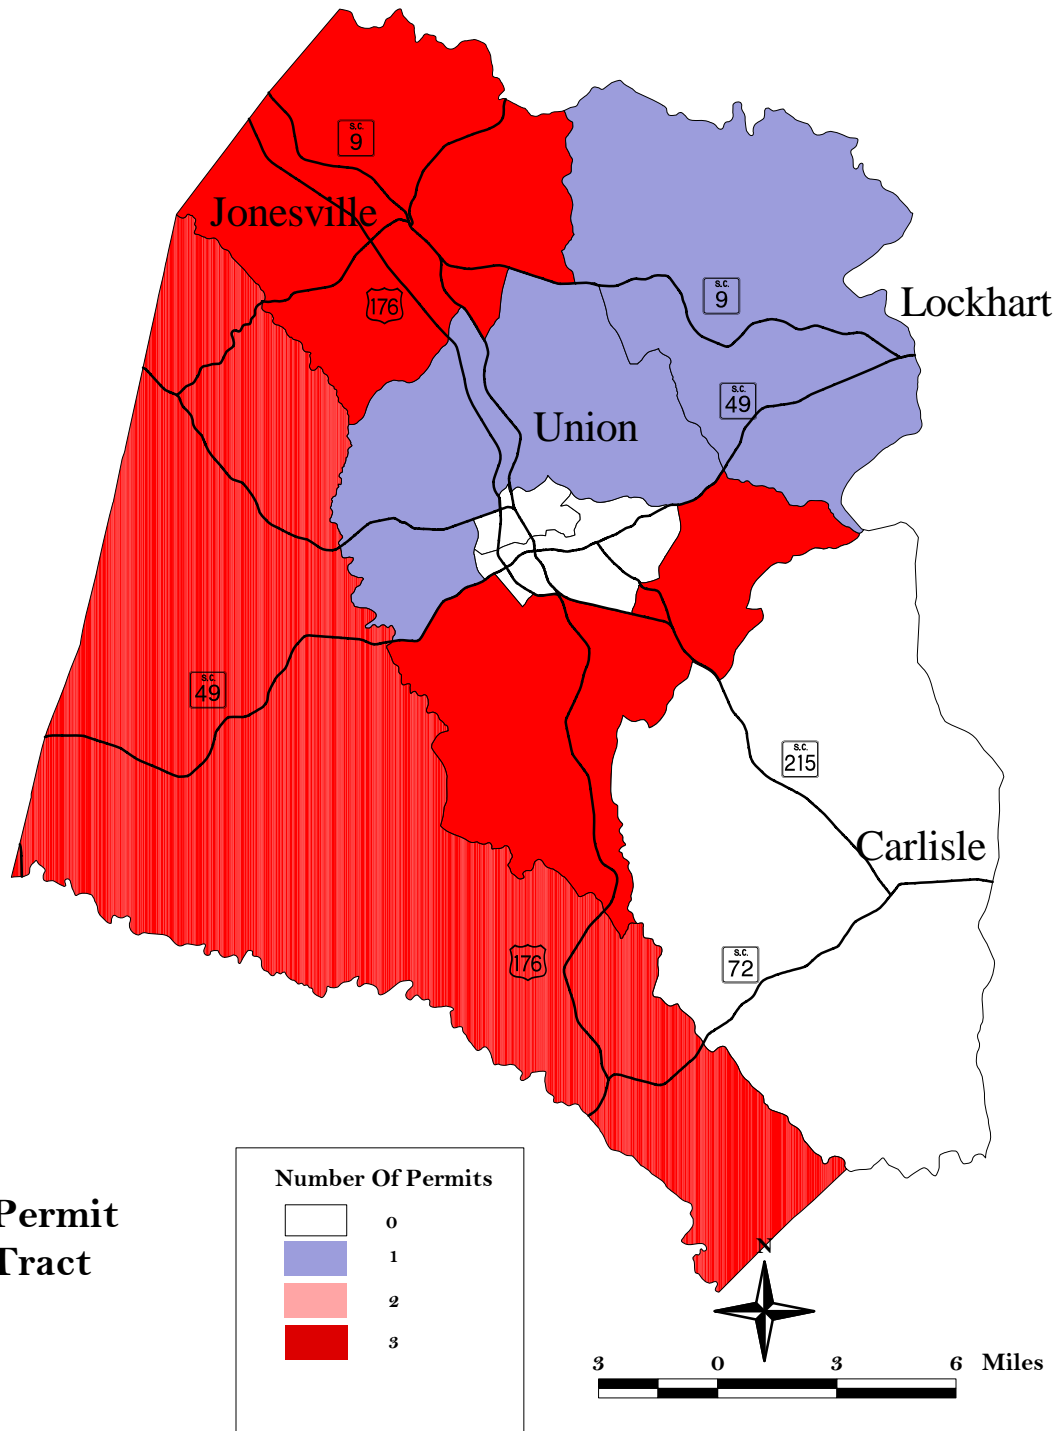 S.C.
9
Jonesville
176
S.C.
9
Lockhart
S.C.
49
Union
S.C.
49
S.C.
215
Carlisle
176
S.C.
72
Number Of Permits
0
1
2
3
Permit
Tract
N
3 0 3 6 Miles